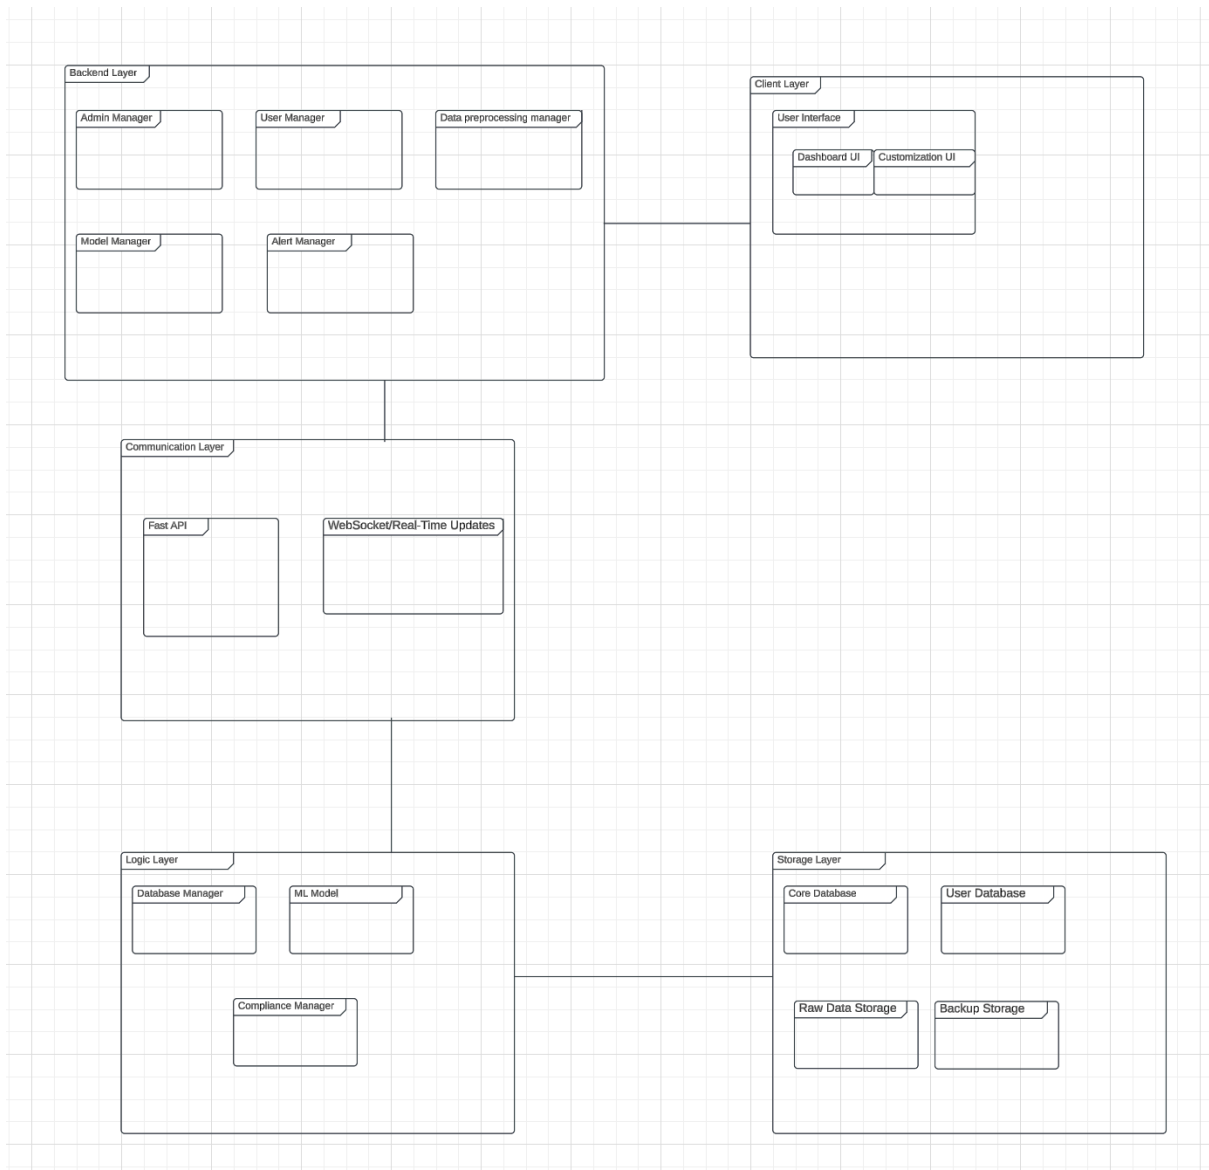 Backend Layer
Admin Manager
User Manager
Data preprocessing manager
Model Manager
Alert Manager
Client Layer
User Interface
Dashboard UI
Customization UI
Communication Layer
Fast API
WebSocket/Real-Time Updates
Logic Layer
Database Manager
ML Model
Compliance Manager
Storage Layer
Core Database
User Database
Raw Data Storage
Backup Storage